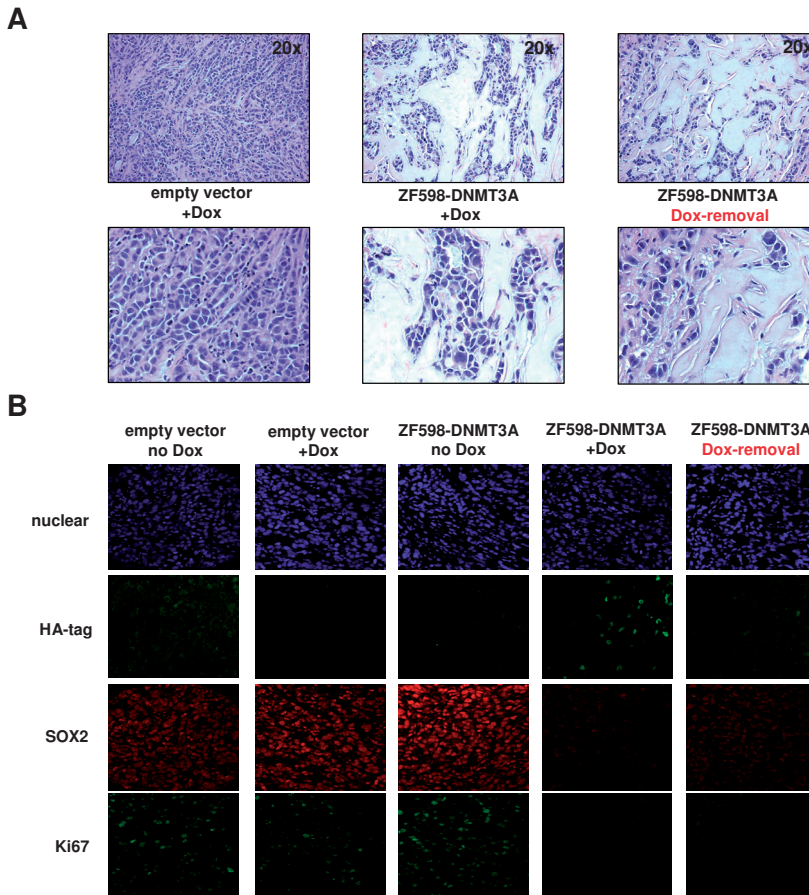 A
20x
20x
20x
empty vector
+Dox
ZF598-DNMT3A
+Dox
ZF598-DNMT3A
Dox-removal
B
empty vector
no Dox
empty vector
+Dox
ZF598-DNMT3A
no Dox
ZF598-DNMT3A
+Dox
ZF598-DNMT3A
Dox-removal
nuclear
HA-tag
SOX2
Ki67